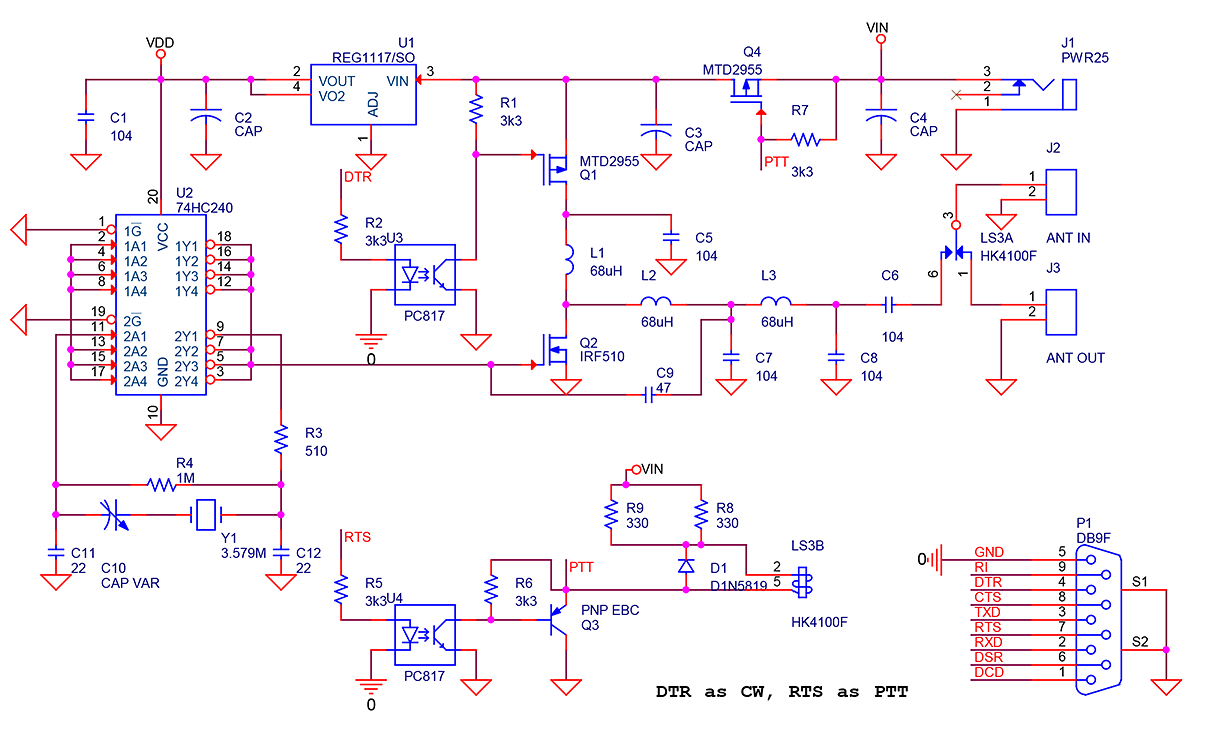 VDD
U1
REG1117/SO
2
4
VOUT
VO2
VIN
ADJ
3
1
C1
104
C2
CAP
R1
3k3
DTR
R2
3k3
U3
PC817
0
MTD2955
Q1
C3
CAP
Q4
MTD2955
R7
3k3
PTT
VIN
C4
CAP
J1
PWR25
3
2
1
J2
1
2
ANT IN
3
LS3A
HK4100F
6
1
J3
1
2
ANT OUT
U2
74HC240
20
VCC
1 1G 1Y1 18
2 1A1 1Y2 16
4 1A2 1Y3 14
6 1A3 1Y4 12
8 1A4
19 2G
11 2A1 2Y1 9
13 2A2 2Y2 7
15 2A3 2Y3 5
17 2A4 2Y4 3
GND
10
L1
68uH
C5
104
L2
68uH
L3
68uH
C6
104
Q2
IRF510
C7
104
C8
104
C9
47
R3
510
R4
1M
Y1
3.579M
C11
22
C10
CAP VAR
C12
22
RTS
R5
3k3
U4
PC817
0
R6
3k3
PTT
PNP EBC
Q3
VIN
R9
330
R8
330
D1
D1N5819
LS3B
2
5
HK4100F
DTR as CW, RTS as PTT
P1
DB9F
0
GND 5
RI 9
DTR 4
CTS 8
TXD 3
RTS 7
RXD 2
DSR 6
DCD 1
S1
S2